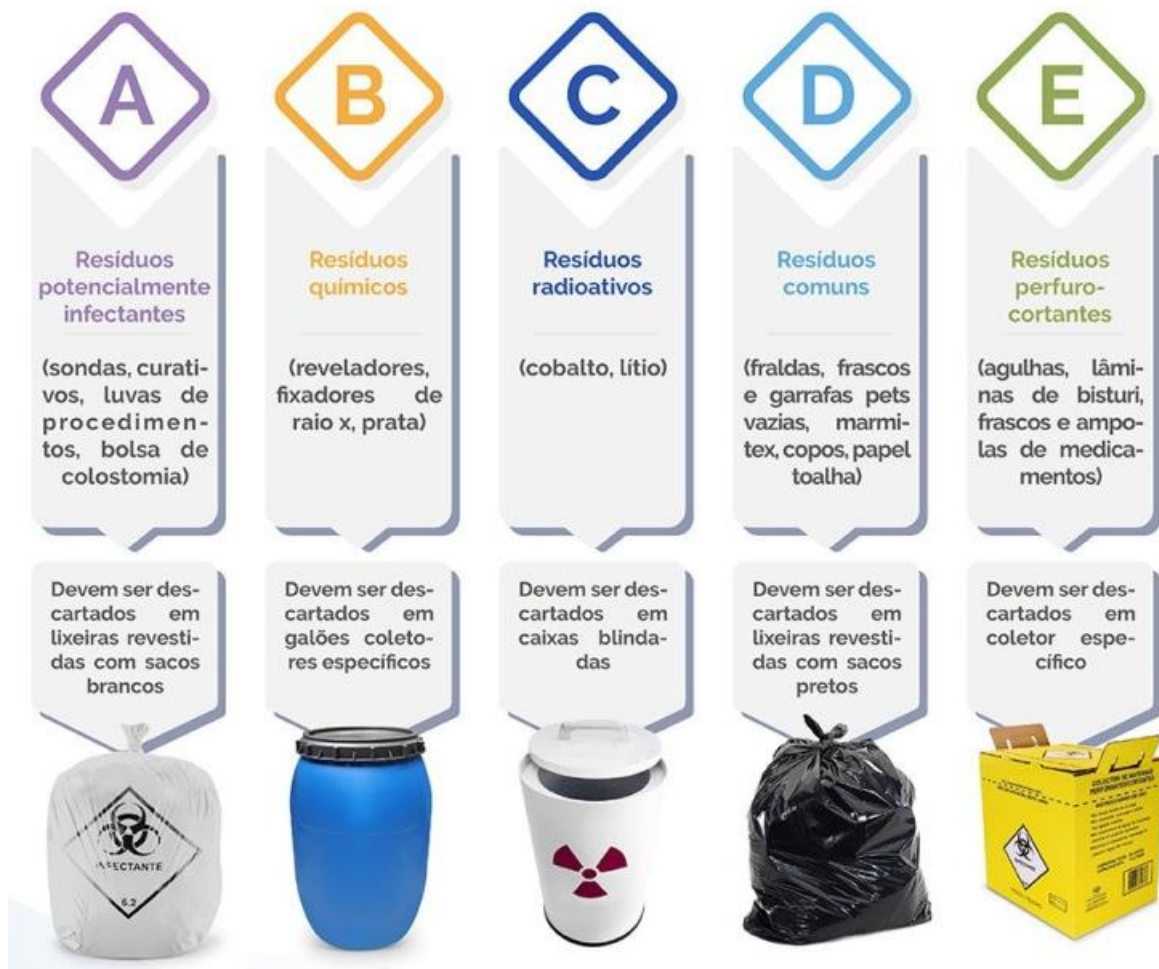 A
B
C
D
E
Resíduos
potencialmente
infectantes
(sondas, curati-
vos, luvas de
procedimen-
tos, bolsa de
colostomia)
Resíduos
químicos
(reveladores,
fixadores de
raio x, prata)
Resíduos
radioativos
(cobalto, lítio)
Resíduos
comuns
(fraldas, frascos
e garrafas pets
vazias, marmi-
tex, copos, papel
toalha)
Resíduos
perfuro-
cortantes
(agulhas, lâmi-
nas de bisturi,
frascos e ampo-
las de medica-
mentos)
Devem ser des-
cartados em
lixeiras revesti-
das com sacos
brancos
Devem ser des-
cartados em
galões coleto-
res específicos
Devem ser des-
cartados em
caixas blinda-
das
Devem ser des-
cartados em
lixeiras revesti-
das com sacos
pretos
Devem ser des-
cartados em
coletor espe-
cífico
INFECTANTE
6.2